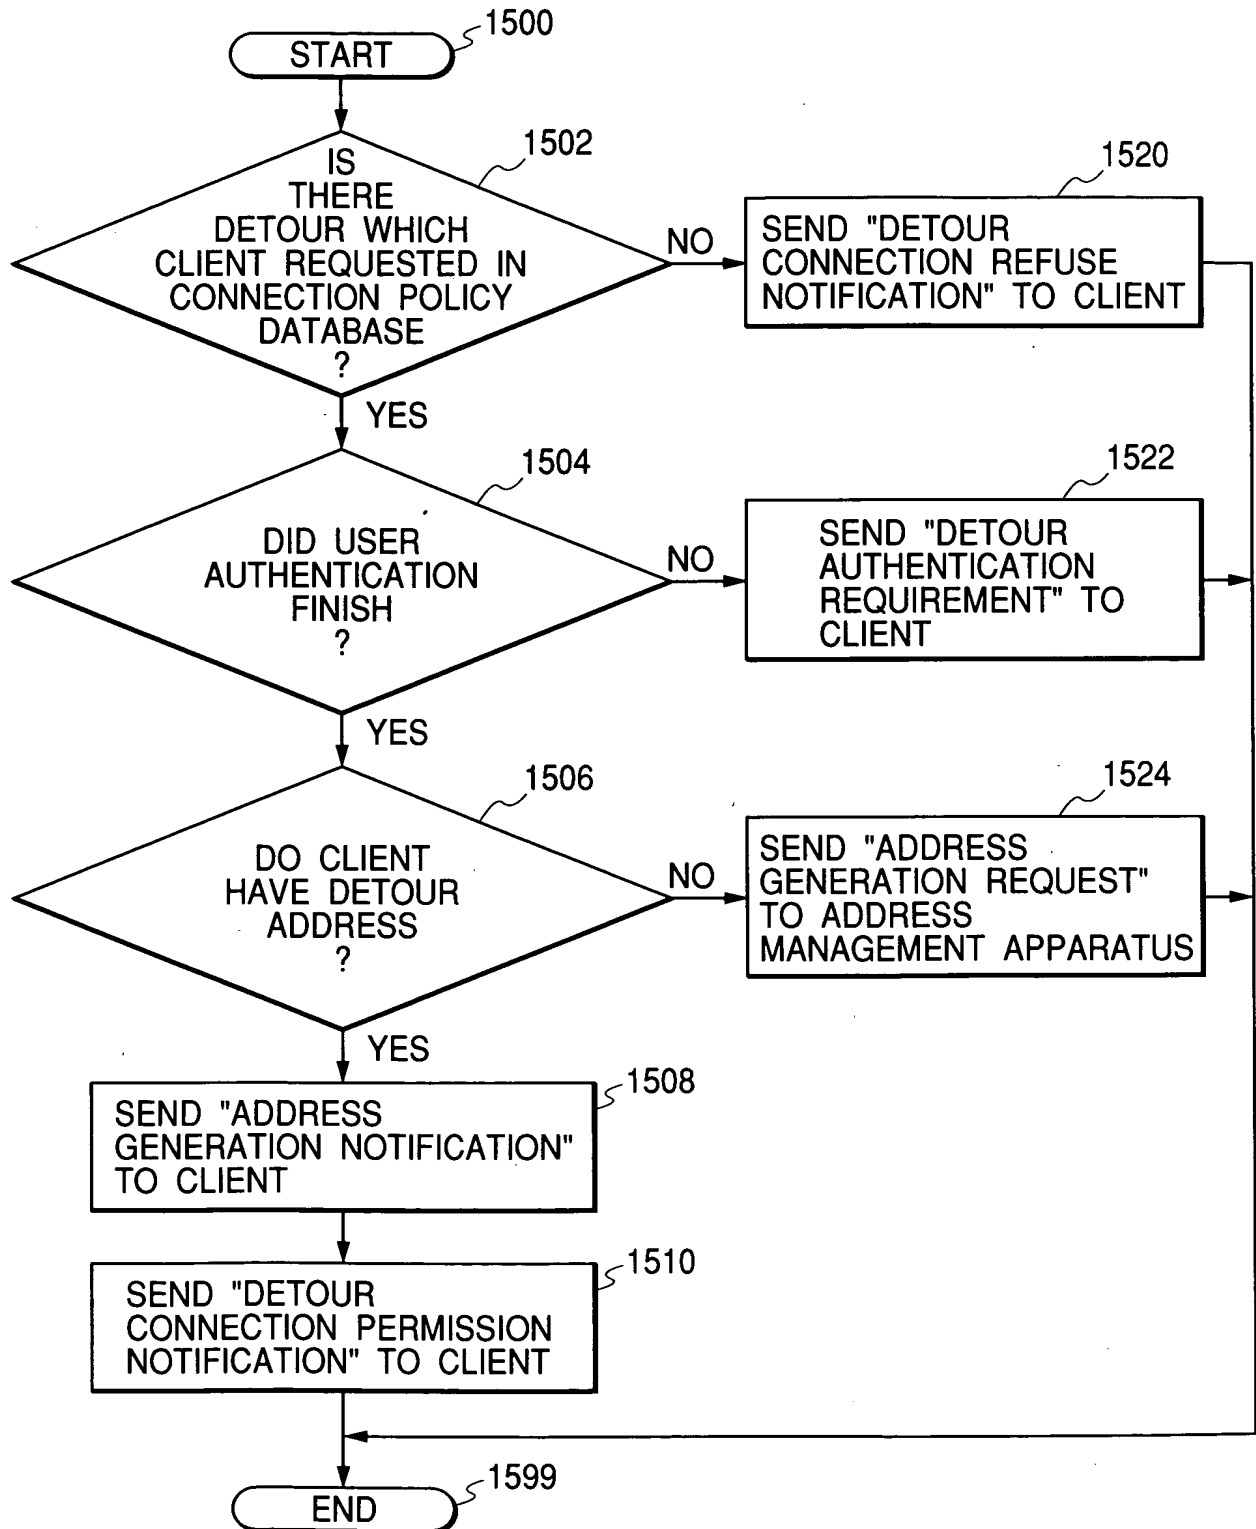 1500
START
1502
IS
THERE
DETOUR WHICH
CLIENT REQUESTED IN
CONNECTION POLICY
DATABASE
?
NO
1520
SEND "DETOUR
CONNECTION REFUSE
NOTIFICATION" TO CLIENT
YES
1504
DID USER
AUTHENTICATION
FINISH
?
NO
1522
SEND "DETOUR
AUTHENTICATION
REQUIREMENT" TO
CLIENT
YES
1506
DO CLIENT
HAVE DETOUR
ADDRESS
?
NO
1524
SEND "ADDRESS
GENERATION REQUEST"
TO ADDRESS
MANAGEMENT APPARATUS
YES
1508
SEND "ADDRESS
GENERATION NOTIFICATION"
TO CLIENT
1510
SEND "DETOUR
CONNECTION PERMISSION
NOTIFICATION" TO CLIENT
1599
END